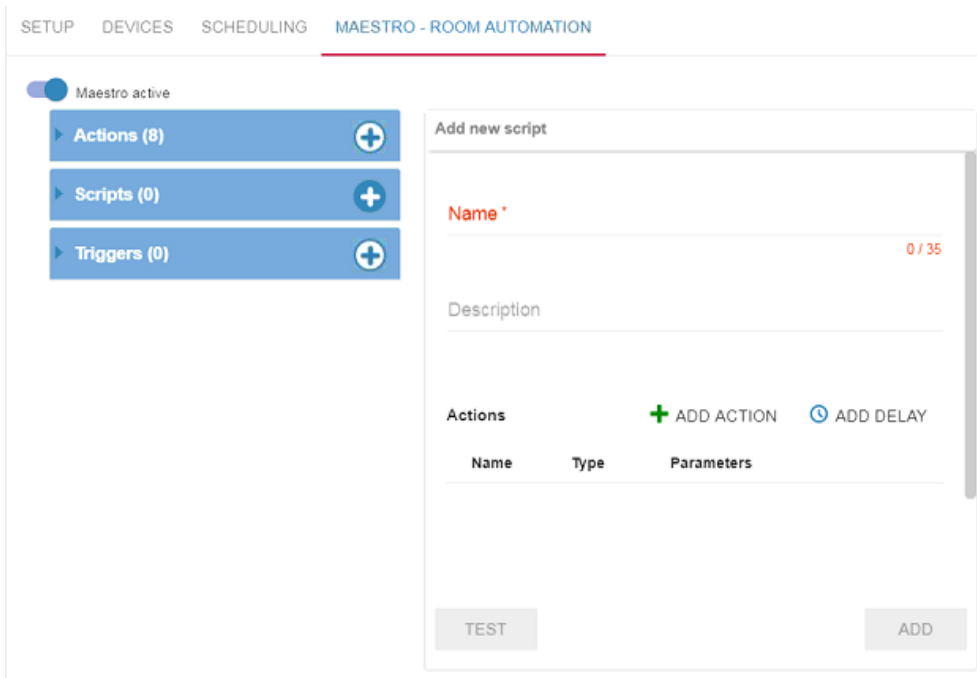 SETUP DEVICES SCHEDULING MAESTRO - ROOM AUTOMATION
Maestro active
Actions (8)
Scripts (0)
Triggers (0)
Add new script
Name *
0 / 35
Description
Actions ADD ACTION ADD DELAY
Name Type Parameters
TEST ADD